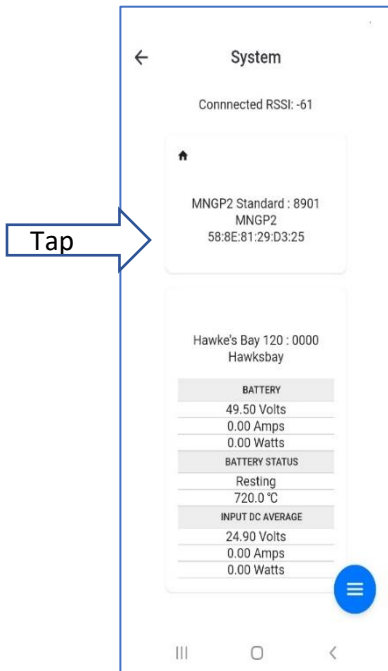 System
Connnected RSSI: -61
MNGP2 Standard : 8901
MNGP2
58:8E:81:29:D3:25
Tap
Hawke's Bay 120 : 0000
Hawksbay
BATTERY
49.50 Volts
0.00 Amps
0.00 Watts
BATTERY STATUS
Resting
720.0 °C
INPUT DC AVERAGE
24.90 Volts
0.00 Amps
0.00 Watts